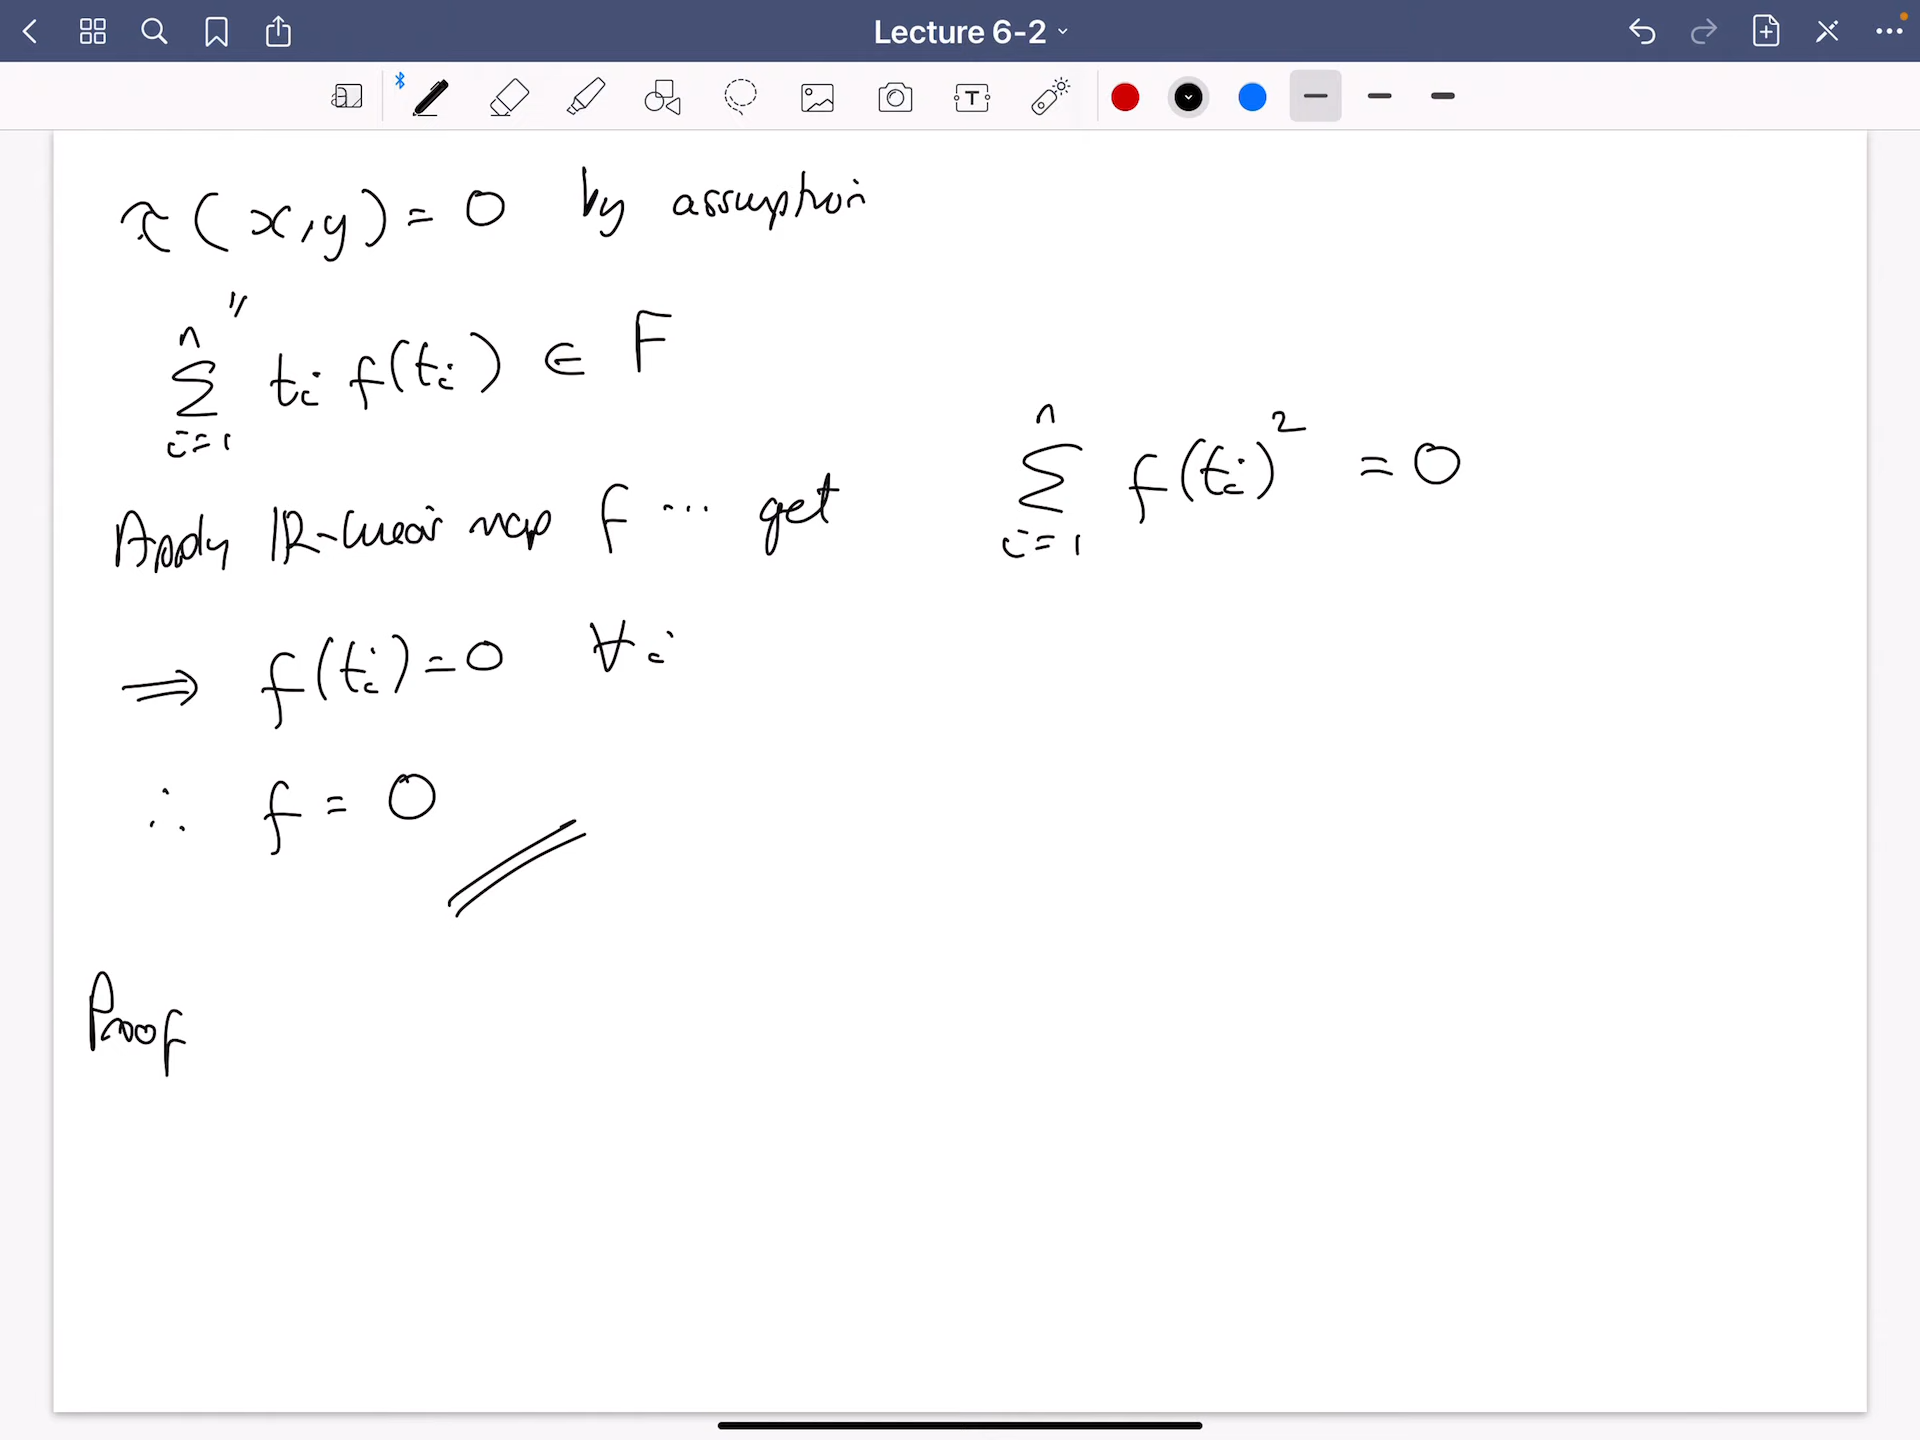 Lecture 6-2
τ(x,y) = 0 by assumption
"
n
∑ tᵢ f(tᵢ) ∈ F
i=1
Apply ℝ-linear map f ... get
n
∑ f(tᵢ)² = 0
i=1
⟹ f(tᵢ) = 0 ∀i
∴ f = 0
Proof